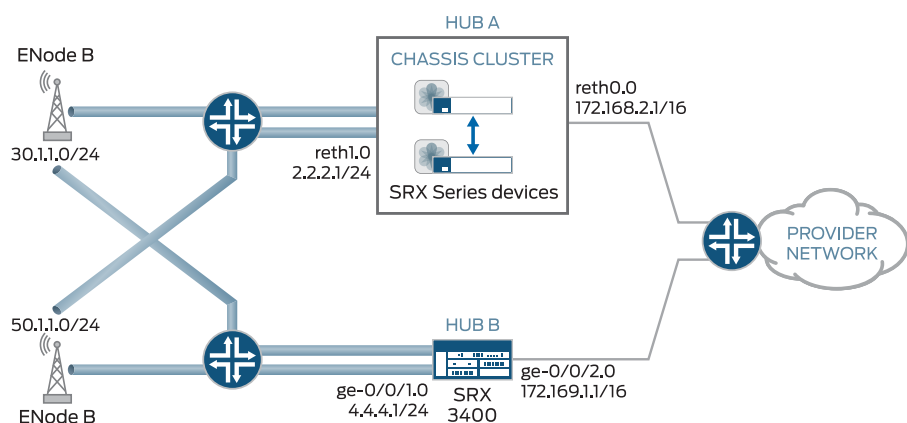 HUB A
ENode B
CHASSIS CLUSTER
reth0.0
172.168.2.1/16
30.1.1.0/24
reth1.0
2.2.2.1/24
SRX Series devices
PROVIDER
NETWORK
50.1.1.0/24
HUB B
ge-0/0/2.0
172.169.1.1/16
ge-0/0/1.0
4.4.4.1/24
SRX
3400
ENode B